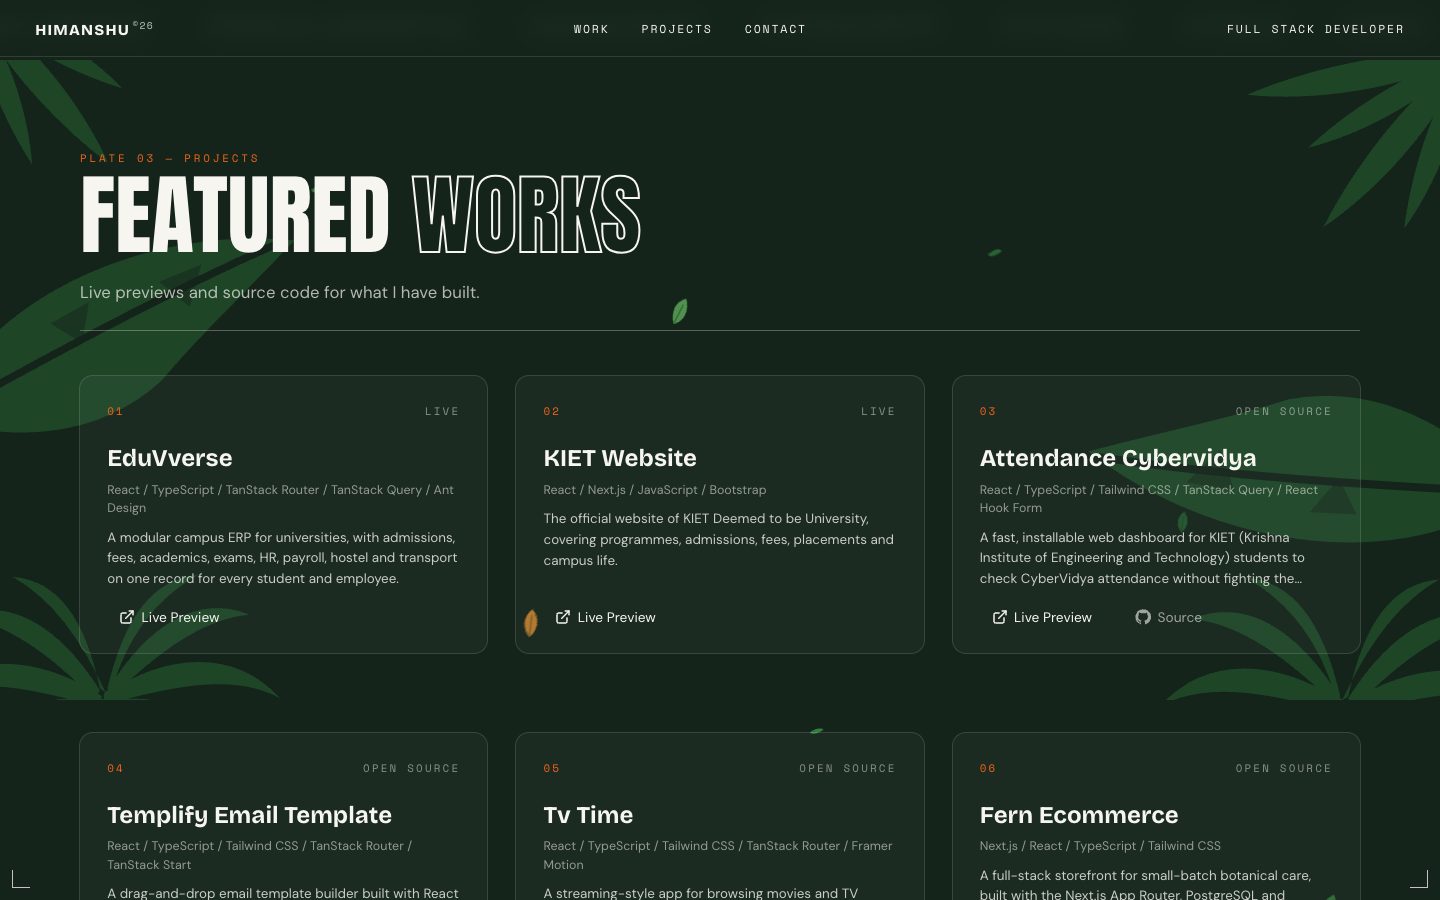 HIMANSHU ©26
WORK PROJECTS CONTACT
FULL STACK DEVELOPER
PLATE 03 — PROJECTS
FEATURED WORKS
Live previews and source code for what I have built.
01 LIVE
EduVverse
React / TypeScript / TanStack Router / TanStack Query / Ant
Design
A modular campus ERP for universities, with admissions,
fees, academics, exams, HR, payroll, hostel and transport
on one record for every student and employee.
Live Preview
02 LIVE
KIET Website
React / Next.js / JavaScript / Bootstrap
The official website of KIET Deemed to be University,
covering programmes, admissions, fees, placements and
campus life.
Live Preview
03 OPEN SOURCE
Attendance Cybervidya
React / TypeScript / Tailwind CSS / TanStack Query / React
Hook Form
A fast, installable web dashboard for KIET (Krishna
Institute of Engineering and Technology) students to
check CyberVidya attendance without fighting the…
Live Preview Source
04 OPEN SOURCE
Templify Email Template
React / TypeScript / Tailwind CSS / TanStack Router /
TanStack Start
A drag-and-drop email template builder built with React
05 OPEN SOURCE
Tv Time
React / TypeScript / Tailwind CSS / TanStack Router / Framer
Motion
A streaming-style app for browsing movies and TV
06 OPEN SOURCE
Fern Ecommerce
Next.js / React / TypeScript / Tailwind CSS
A full-stack storefront for small-batch botanical care,
built with the Next.js App Router, PostgreSQL and